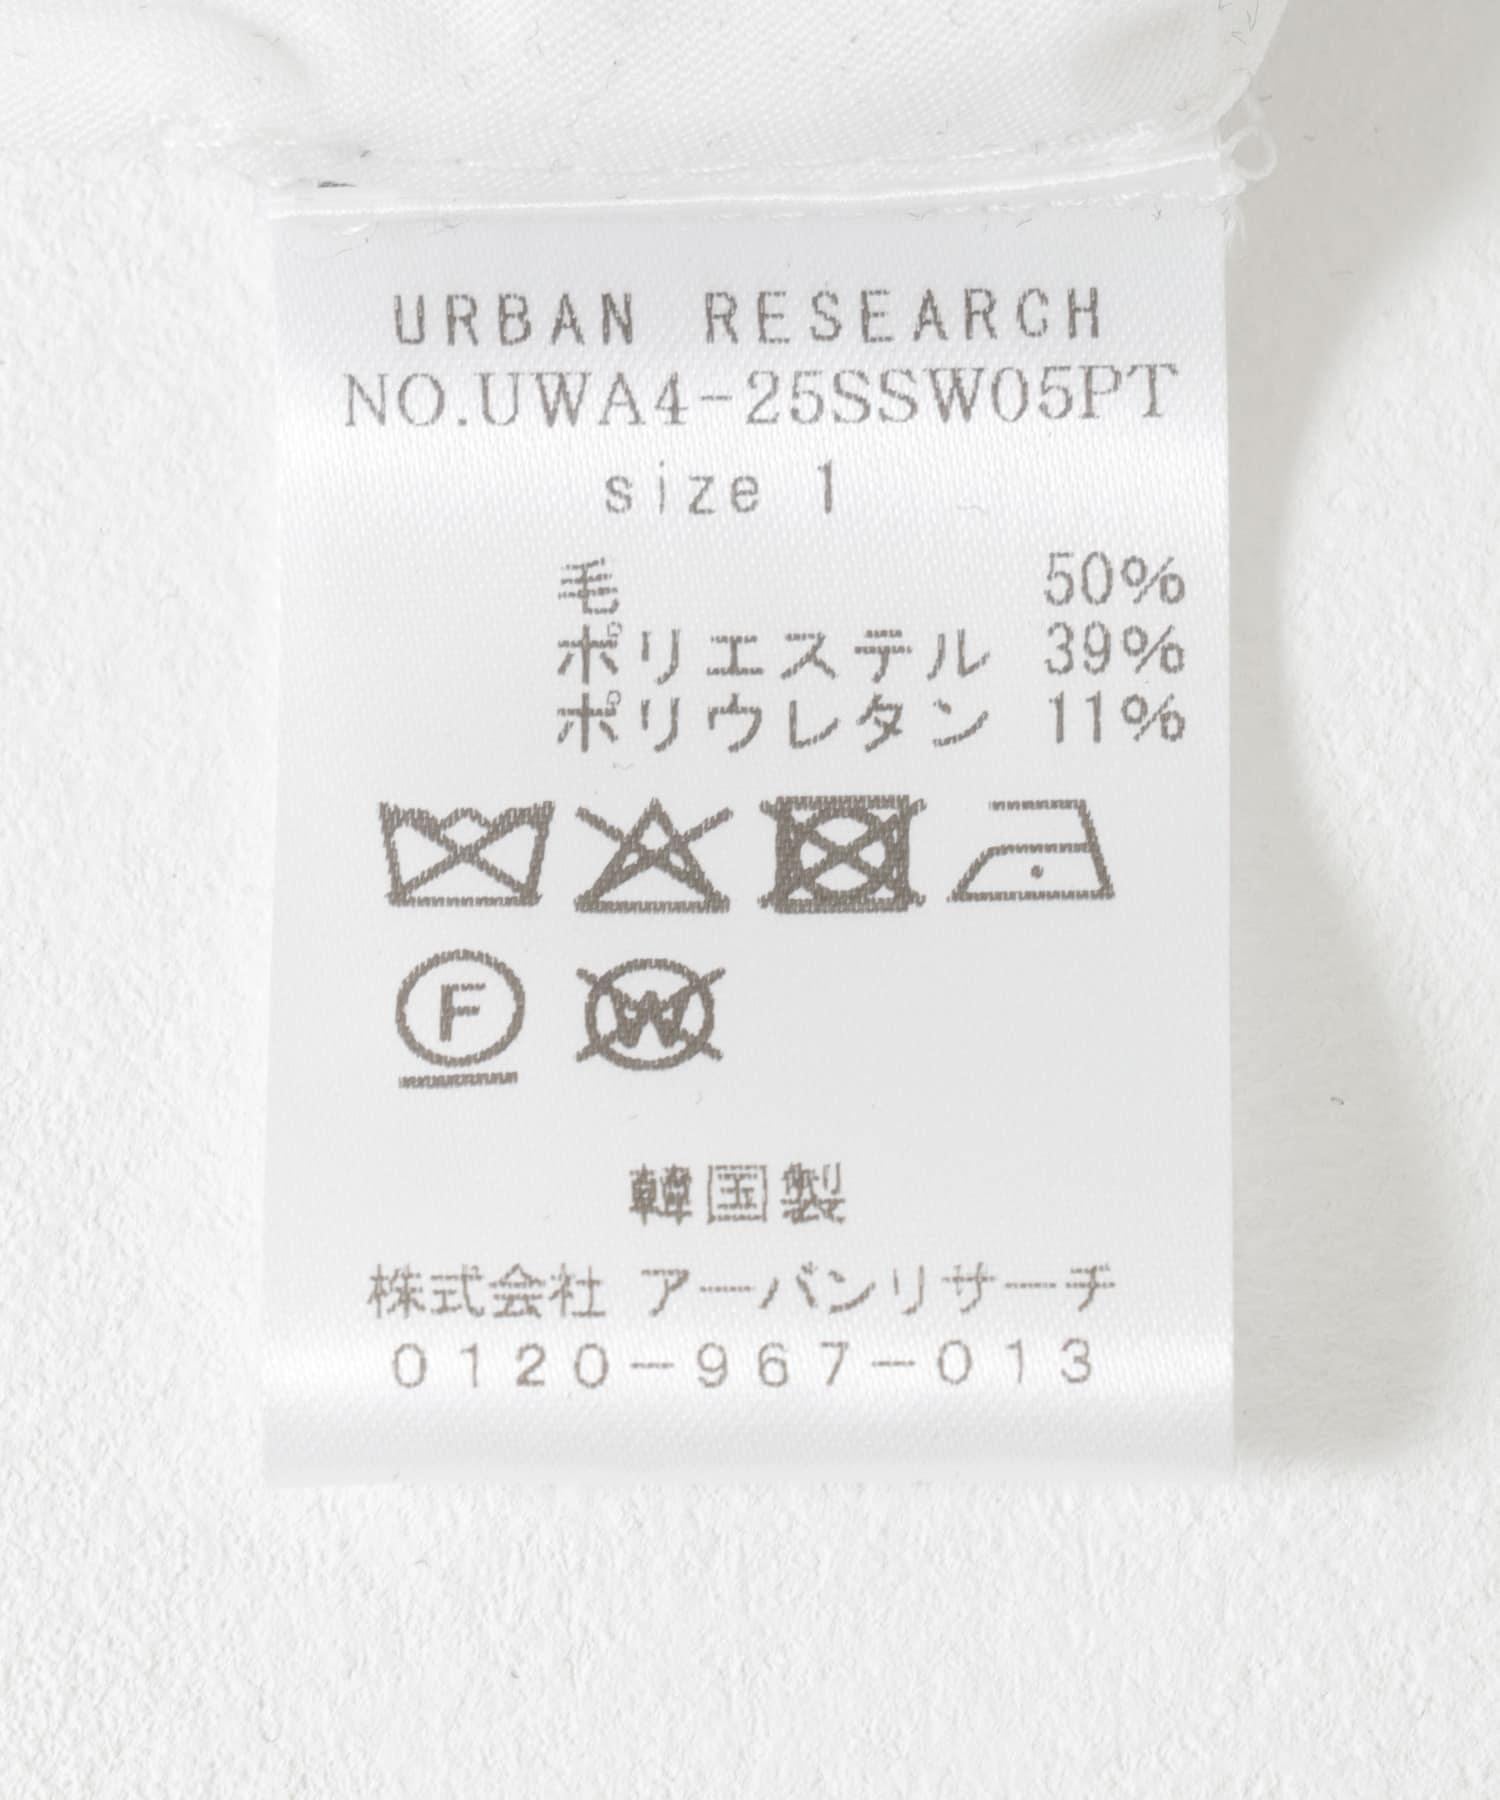 URBAN RESEARCH
NO.UWA4-25SSW05PT
size 1
毛 50%
ポリエステル 39%
ポリウレタン 11%
F W
韓国製
株式会社 アーバンリサーチ
0120-967-013